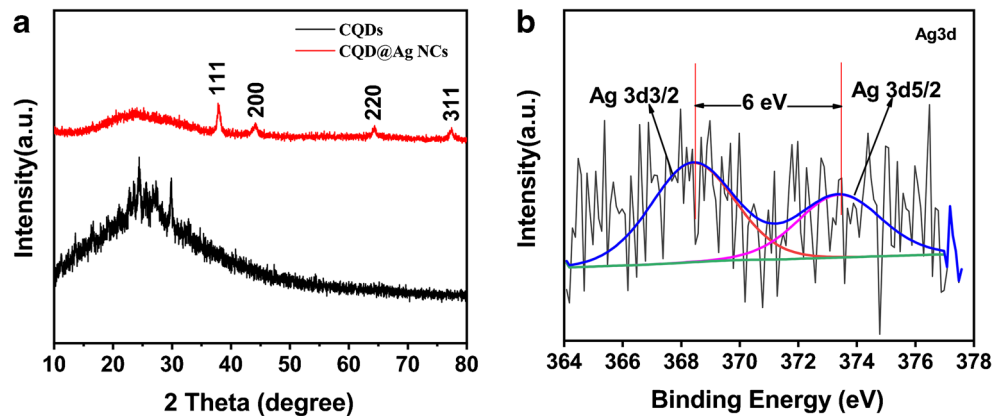 a
CQDs
CQD@Ag NCs
111
200
220
311
Intensity(a.u.)
10 20 30 40 50 60 70 80
2 Theta (degree)
b
Ag3d
Ag 3d3/2
6 eV
Ag 3d5/2
Intensity(a.u.)
364 366 368 370 372 374 376 378
Binding Energy (eV)